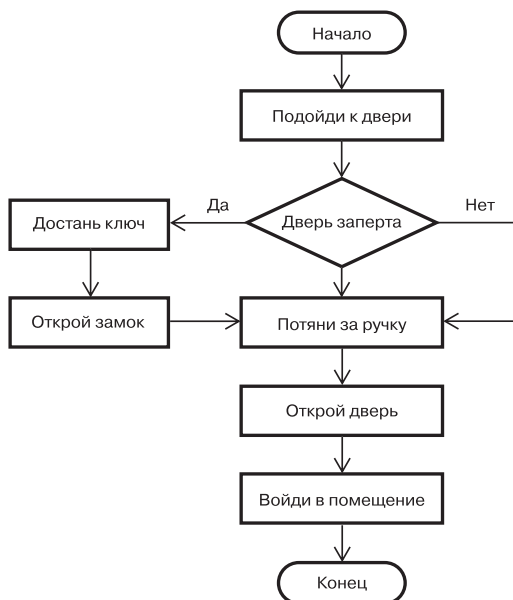 Начало
Подойди к двери
Да
Нет
Дверь заперта
Достань ключ
Открой замок
Потяни за ручку
Открой дверь
Войди в помещение
Конец